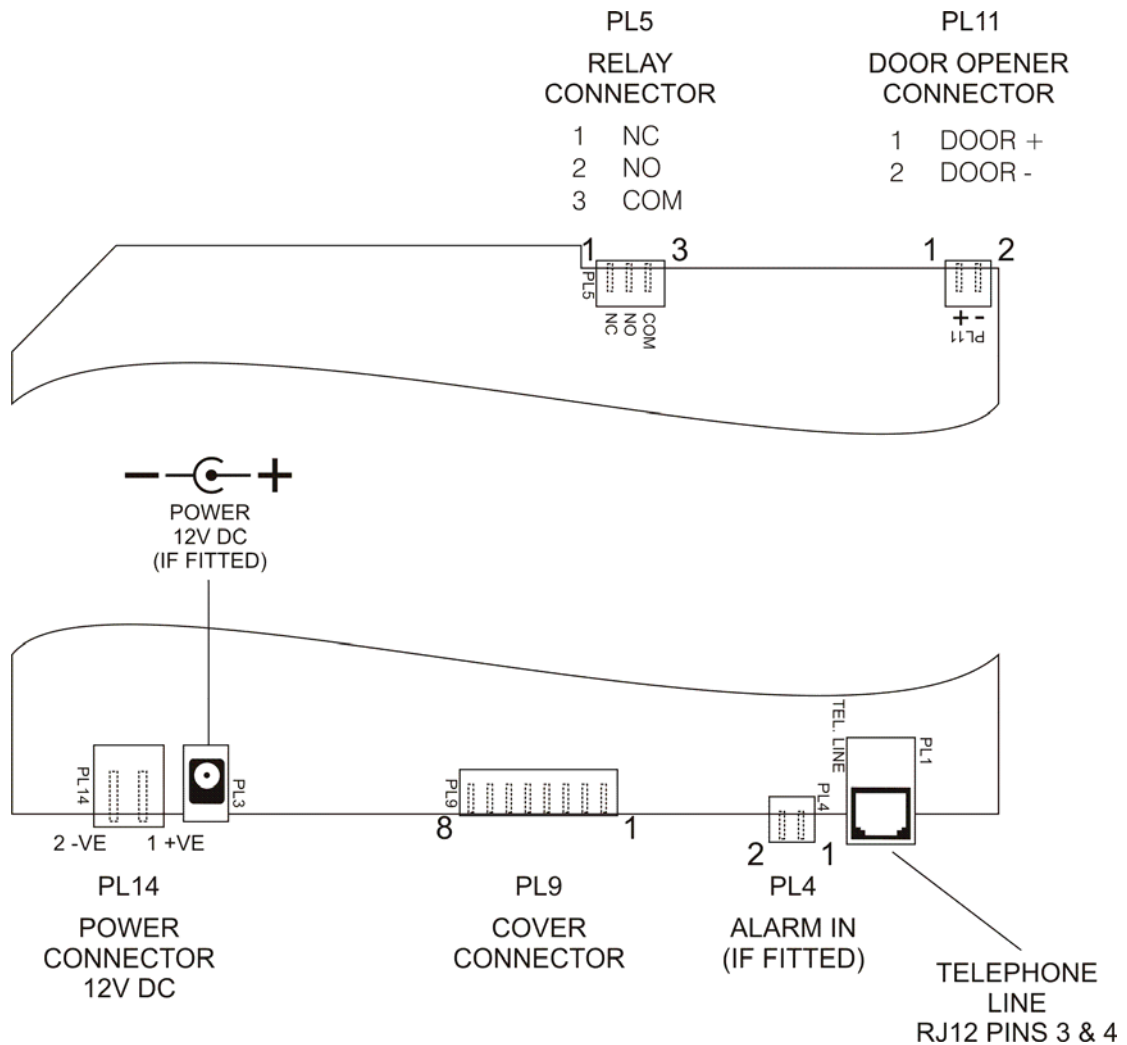 PL5
RELAY
CONNECTOR
1 NC
2 NO
3 COM
PL11
DOOR OPENER
CONNECTOR
1 DOOR +
2 DOOR -
1
3
PL5
NC
NO
COM
1
2
+ -
PL11
POWER
12V DC
(IF FITTED)
PL14
2 -VE
1 +VE
PL3
PL9
8
1
PL4
2
1
TEL. LINE
PL1
PL14
POWER
CONNECTOR
12V DC
PL9
COVER
CONNECTOR
PL4
ALARM IN
(IF FITTED)
TELEPHONE
LINE
RJ12 PINS 3 & 4